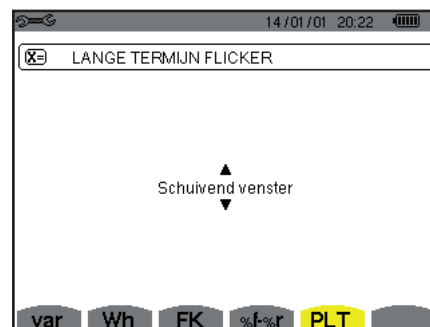 14/01/01 20:22
X= LANGE TERMIJN FLICKER
Schuivend venster
var Wh FK %f-%r PLT